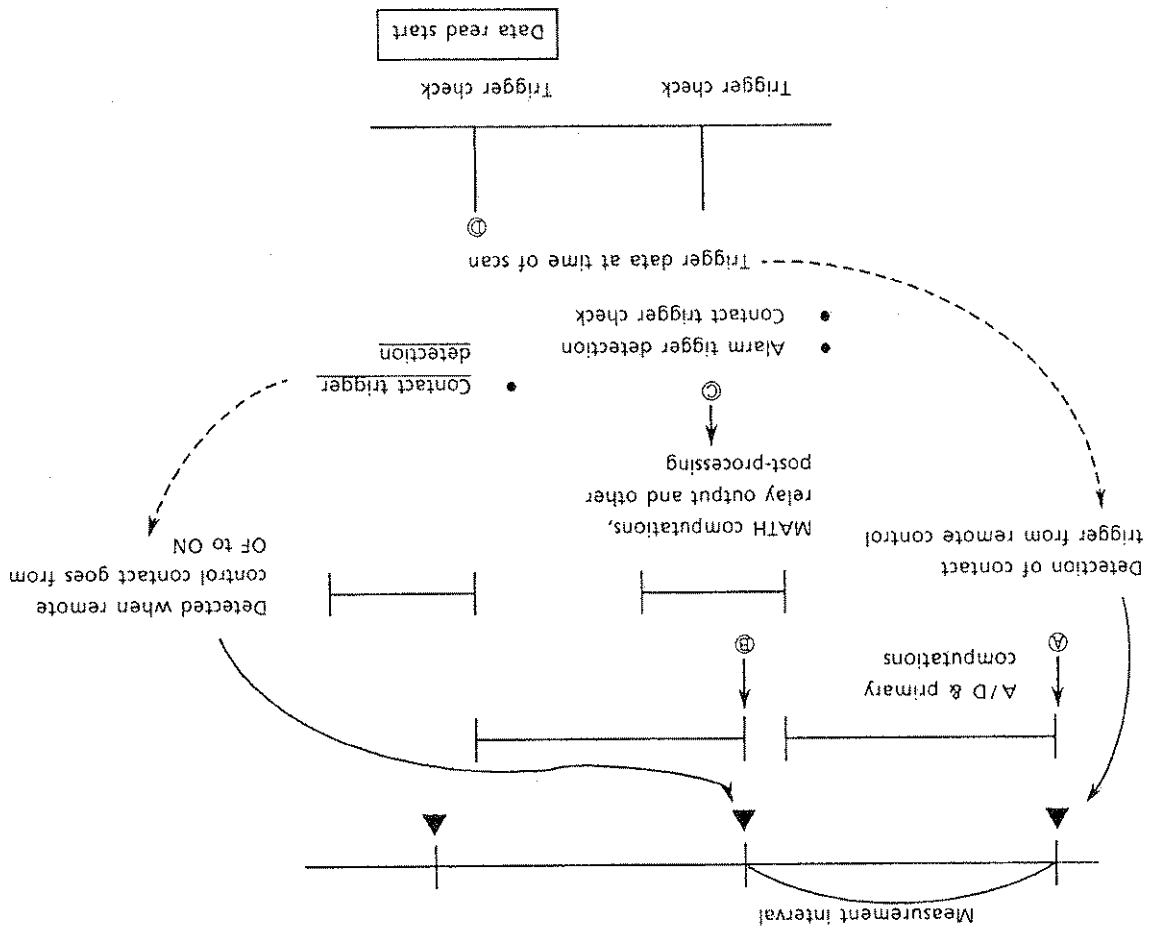 Measurement interval
A/D & primary
computations
Ⓐ
Ⓑ
Detection of contact
trigger from remote control
MATH computations,
relay output and other
post-processing
Detected when remote
control contact goes from
OF to ON
Ⓒ
• Alarm tigger detection
• Contact trigger check
• Contact trigger
detection
Trigger data at time of scan
Ⓓ
Trigger check
Trigger check
Data read start